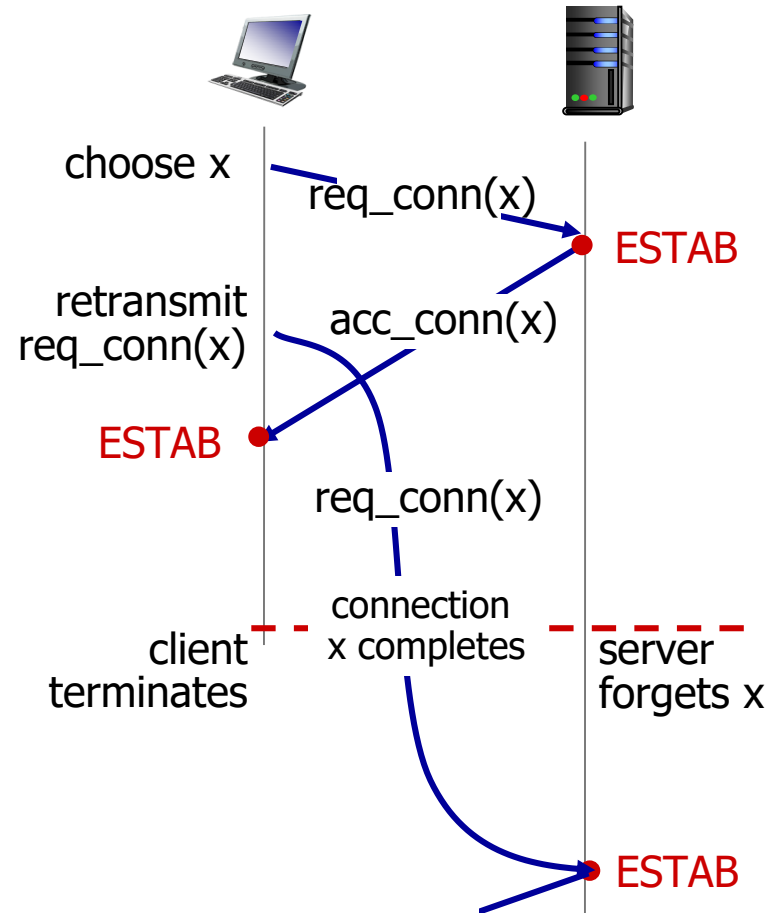 choose x
req_conn(x)
ESTAB
retransmit
req_conn(x)
acc_conn(x)
ESTAB
req_conn(x)
connection
x completes
client
terminates
server
forgets x
ESTAB